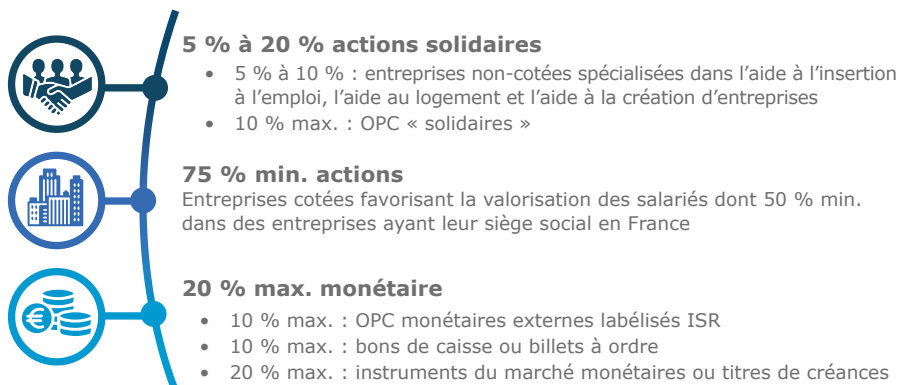 5 % à 20 % actions solidaires
• 5 % à 10 % : entreprises non-cotées spécialisées dans l’aide à l’insertion
à l’emploi, l’aide au logement et l’aide à la création d’entreprises
• 10 % max. : OPC « solidaires »
75 % min. actions
Entreprises cotées favorisant la valorisation des salariés dont 50 % min.
dans des entreprises ayant leur siège social en France
20 % max. monétaire
• 10 % max. : OPC monétaires externes labélisés ISR
• 10 % max. : bons de caisse ou billets à ordre
• 20 % max. : instruments du marché monétaires ou titres de créances